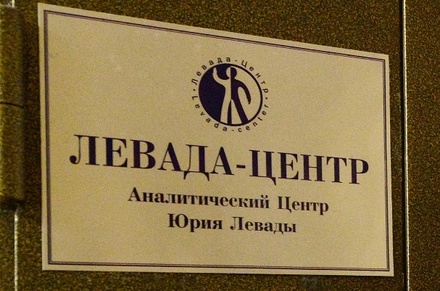 Левада-Центр
Levada-center
ЛЕВАДА-ЦЕНТР
Аналитический Центр
Юрия Левады